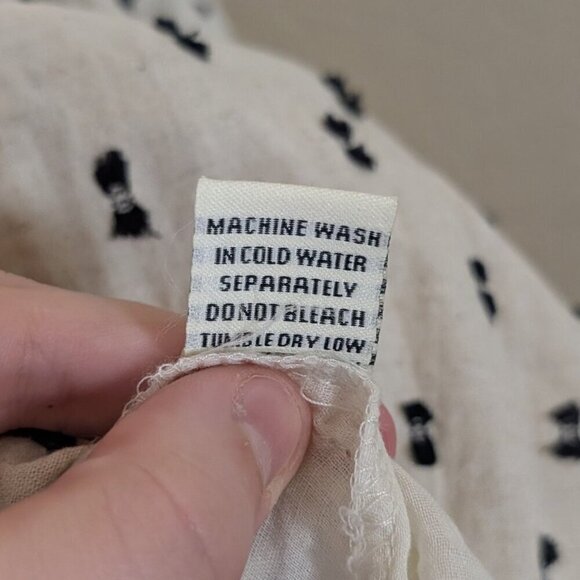 MACHINE WASH
IN COLD WATER
SEPARATELY
DO NOT BLEACH
TUMBLE DRY LOW